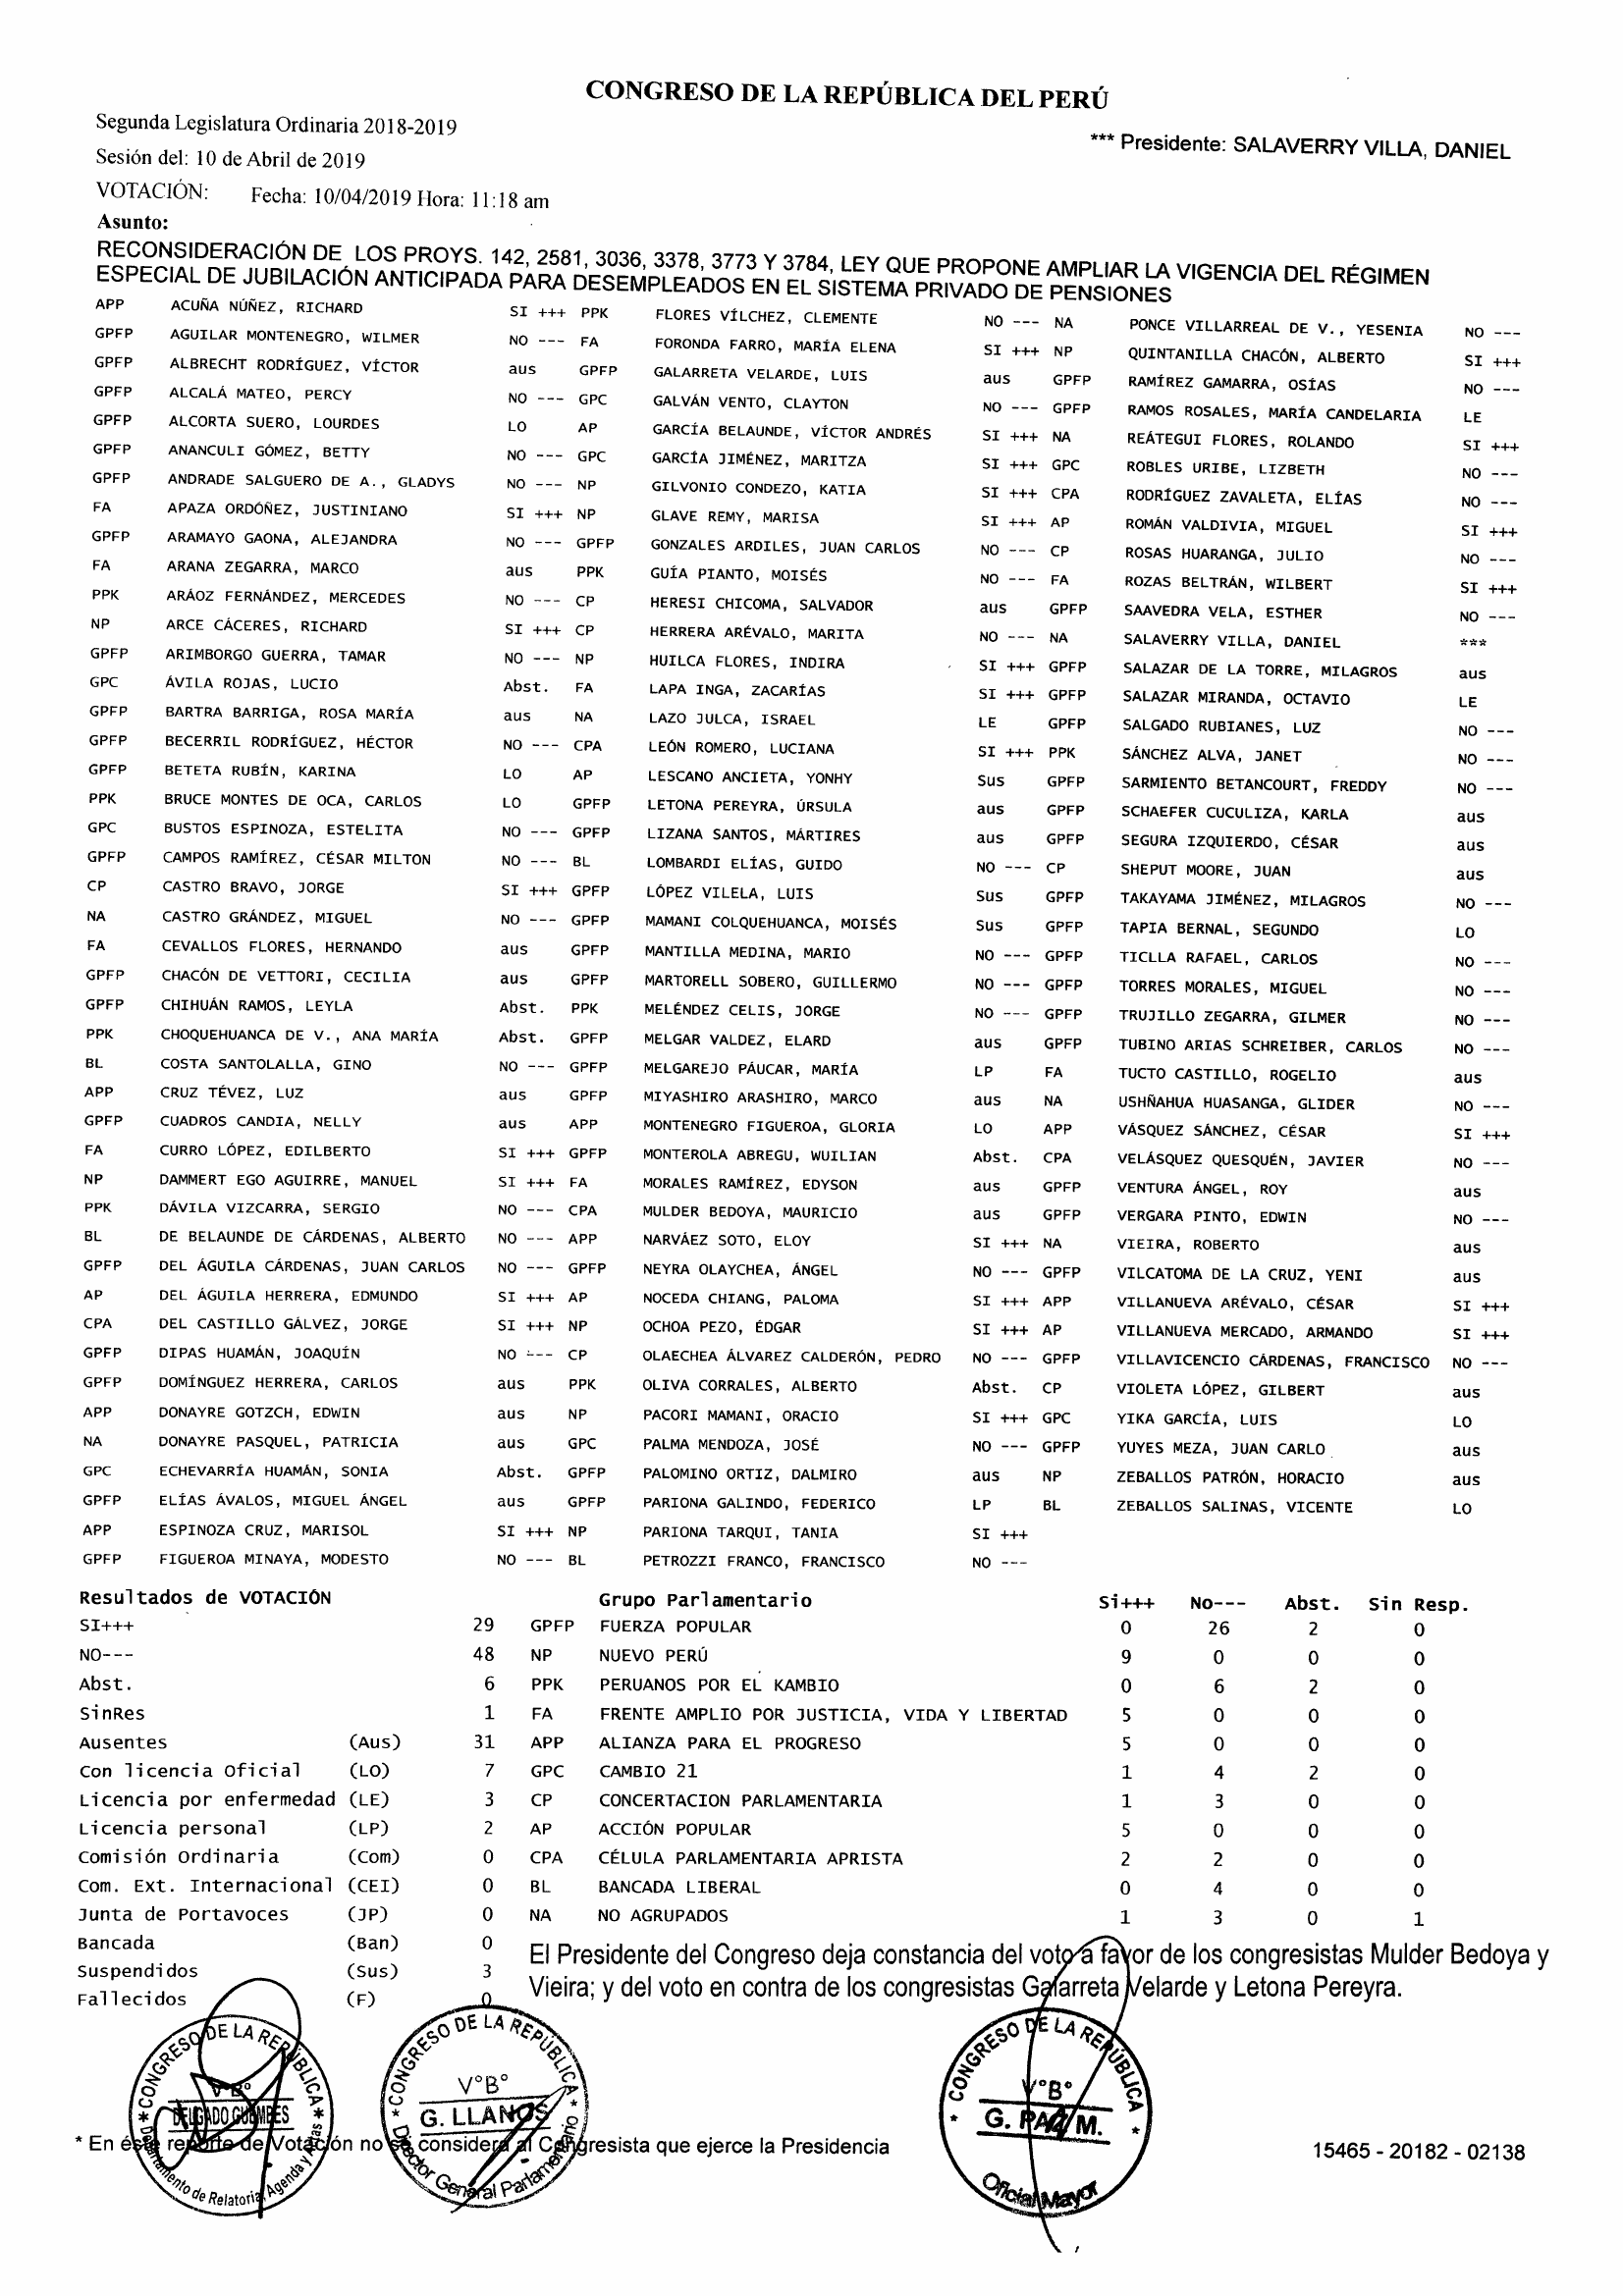 CONGRESO DE LA REPÚBLICA DEL PERÚ
Segunda Legislatura Ordinaria 2018-2019
*** Presidente: SALAVERRY VILLA, DANIEL
Sesión del: 10 de Abril de 2019
VOTACIÓN: Fecha: 10/04/2019 Hora: 11:18 am
Asunto:
RECONSIDERACIÓN DE LOS PROYS. 142, 2581, 3036, 3378, 3773 Y 3784, LEY QUE PROPONE AMPLIAR LA VIGENCIA DEL RÉGIMEN
ESPECIAL DE JUBILACIÓN ANTICIPADA PARA DESEMPLEADOS EN EL SISTEMA PRIVADO DE PENSIONES
APP ACUÑA NÚÑEZ, RICHARD SI +++ PPK FLORES VÍLCHEZ, CLEMENTE NO --- NA PONCE VILLARREAL DE V., YESENIA NO ---
GPFP AGUILAR MONTENEGRO, WILMER NO --- FA FORONDA FARRO, MARÍA ELENA SI +++ NP QUINTANILLA CHACÓN, ALBERTO SI +++
GPFP ALBRECHT RODRÍGUEZ, VÍCTOR aus GPFP GALARRETA VELARDE, LUIS aus GPFP RAMÍREZ GAMARRA, OSÍAS NO ---
GPFP ALCALÁ MATEO, PERCY NO --- GPC GALVÁN VENTO, CLAYTON NO --- GPFP RAMOS ROSALES, MARÍA CANDELARIA LE
GPFP ALCORTA SUERO, LOURDES LO AP GARCÍA BELAUNDE, VÍCTOR ANDRÉS SI +++ NA REÁTEGUI FLORES, ROLANDO SI +++
GPFP ANANCULI GÓMEZ, BETTY NO --- GPC GARCÍA JIMÉNEZ, MARITZA SI +++ GPC ROBLES URIBE, LIZBETH NO ---
GPFP ANDRADE SALGUERO DE A., GLADYS NO --- NP GILVONIO CONDEZO, KATIA SI +++ CPA RODRÍGUEZ ZAVALETA, ELÍAS NO ---
FA APAZA ORDÓÑEZ, JUSTINIANO SI +++ NP GLAVE REMY, MARISA SI +++ AP ROMÁN VALDIVIA, MIGUEL SI +++
GPFP ARAMAYO GAONA, ALEJANDRA NO --- GPFP GONZALES ARDILES, JUAN CARLOS NO --- CP ROSAS HUARANGA, JULIO NO ---
FA ARANA ZEGARRA, MARCO aus PPK GUÍA PIANTO, MOISÉS NO --- FA ROZAS BELTRÁN, WILBERT SI +++
PPK ARÁOZ FERNÁNDEZ, MERCEDES NO --- CP HERESI CHICOMA, SALVADOR aus GPFP SAAVEDRA VELA, ESTHER NO ---
NP ARCE CÁCERES, RICHARD SI +++ CP HERRERA ARÉVALO, MARITA NO --- NA SALAVERRY VILLA, DANIEL ***
GPFP ARIMBORGO GUERRA, TAMAR NO --- NP HUILCA FLORES, INDIRA SI +++ GPFP SALAZAR DE LA TORRE, MILAGROS aus
GPC ÁVILA ROJAS, LUCIO Abst. FA LAPA INGA, ZACARÍAS SI +++ GPFP SALAZAR MIRANDA, OCTAVIO LE
GPFP BARTRA BARRIGA, ROSA MARÍA aus NA LAZO JULCA, ISRAEL LE GPFP SALGADO RUBIANES, LUZ NO ---
GPFP BECERRIL RODRÍGUEZ, HÉCTOR NO --- CPA LEÓN ROMERO, LUCIANA SI +++ PPK SÁNCHEZ ALVA, JANET NO ---
GPFP BETETA RUBÍN, KARINA LO AP LESCANO ANCIETA, YONHY Sus GPFP SARMIENTO BETANCOURT, FREDDY NO ---
PPK BRUCE MONTES DE OCA, CARLOS LO GPFP LETONA PEREYRA, ÚRSULA aus GPFP SCHAEFER CUCULIZA, KARLA aus
GPC BUSTOS ESPINOZA, ESTELITA NO --- GPFP LIZANA SANTOS, MÁRTIRES aus GPFP SEGURA IZQUIERDO, CÉSAR aus
GPFP CAMPOS RAMÍREZ, CÉSAR MILTON NO --- BL LOMBARDI ELÍAS, GUIDO NO --- CP SHEPUT MOORE, JUAN aus
CP CASTRO BRAVO, JORGE SI +++ GPFP LÓPEZ VILELA, LUIS Sus GPFP TAKAYAMA JIMÉNEZ, MILAGROS NO ---
NA CASTRO GRÁNDEZ, MIGUEL NO --- GPFP MAMANI COLQUEHUANCA, MOISÉS Sus GPFP TAPIA BERNAL, SEGUNDO LO
FA CEVALLOS FLORES, HERNANDO aus GPFP MANTILLA MEDINA, MARIO NO --- GPFP TICLLA RAFAEL, CARLOS NO ---
GPFP CHACÓN DE VETTORI, CECILIA aus GPFP MARTORELL SOBERO, GUILLERMO NO --- GPFP TORRES MORALES, MIGUEL NO ---
GPFP CHIHUÁN RAMOS, LEYLA Abst. PPK MELÉNDEZ CELIS, JORGE NO --- GPFP TRUJILLO ZEGARRA, GILMER NO ---
PPK CHOQUEHUANCA DE V., ANA MARÍA Abst. GPFP MELGAR VALDEZ, ELARD aus GPFP TUBINO ARIAS SCHREIBER, CARLOS NO ---
BL COSTA SANTOLALLA, GINO NO --- GPFP MELGAREJO PÁUCAR, MARÍA LP FA TUCTO CASTILLO, ROGELIO aus
APP CRUZ TÉVEZ, LUZ aus GPFP MIYASHIRO ARASHIRO, MARCO aus NA USHÑAHUA HUASANGA, GLIDER NO ---
GPFP CUADROS CANDIA, NELLY aus APP MONTENEGRO FIGUEROA, GLORIA LO APP VÁSQUEZ SÁNCHEZ, CÉSAR SI +++
FA CURRO LÓPEZ, EDILBERTO SI +++ GPFP MONTEROLA ABREGU, WUILIAN Abst. CPA VELÁSQUEZ QUESQUÉN, JAVIER NO ---
NP DAMMERT EGO AGUIRRE, MANUEL SI +++ FA MORALES RAMÍREZ, EDYSON aus GPFP VENTURA ÁNGEL, ROY aus
PPK DÁVILA VIZCARRA, SERGIO NO --- CPA MULDER BEDOYA, MAURICIO aus GPFP VERGARA PINTO, EDWIN NO ---
BL DE BELAUNDE DE CÁRDENAS, ALBERTO NO --- APP NARVÁEZ SOTO, ELOY SI +++ NA VIEIRA, ROBERTO aus
GPFP DEL ÁGUILA CÁRDENAS, JUAN CARLOS NO --- GPFP NEYRA OLAYCHEA, ÁNGEL NO --- GPFP VILCATOMA DE LA CRUZ, YENI aus
AP DEL ÁGUILA HERRERA, EDMUNDO SI +++ AP NOCEDA CHIANG, PALOMA SI +++ APP VILLANUEVA ARÉVALO, CÉSAR SI +++
CPA DEL CASTILLO GÁLVEZ, JORGE SI +++ NP OCHOA PEZO, ÉDGAR SI +++ AP VILLANUEVA MERCADO, ARMANDO SI +++
GPFP DIPAS HUAMÁN, JOAQUÍN NO --- CP OLAECHEA ÁLVAREZ CALDERÓN, PEDRO NO --- GPFP VILLAVICENCIO CÁRDENAS, FRANCISCO NO ---
GPFP DOMÍNGUEZ HERRERA, CARLOS aus PPK OLIVA CORRALES, ALBERTO Abst. CP VIOLETA LÓPEZ, GILBERT aus
APP DONAYRE GOTZCH, EDWIN aus NP PACORI MAMANI, ORACIO SI +++ GPC YIKA GARCÍA, LUIS LO
NA DONAYRE PASQUEL, PATRICIA aus GPC PALMA MENDOZA, JOSÉ NO --- GPFP YUYES MEZA, JUAN CARLO aus
GPC ECHEVARRÍA HUAMÁN, SONIA Abst. GPFP PALOMINO ORTIZ, DALMIRO aus NP ZEBALLOS PATRÓN, HORACIO aus
GPFP ELÍAS ÁVALOS, MIGUEL ÁNGEL aus GPFP PARIONA GALINDO, FEDERICO LP BL ZEBALLOS SALINAS, VICENTE LO
APP ESPINOZA CRUZ, MARISOL SI +++ NP PARIONA TARQUI, TANIA SI +++
GPFP FIGUEROA MINAYA, MODESTO NO --- BL PETROZZI FRANCO, FRANCISCO NO ---
Resultados de VOTACIÓN Grupo Parlamentario Si+++ No--- Abst. Sin Resp.
SI+++ 29 GPFP FUERZA POPULAR 0 26 2 0
NO--- 48 NP NUEVO PERÚ 9 0 0 0
Abst. 6 PPK PERUANOS POR EL KAMBIO 0 6 2 0
SinRes 1 FA FRENTE AMPLIO POR JUSTICIA, VIDA Y LIBERTAD 5 0 0 0
Ausentes (Aus) 31 APP ALIANZA PARA EL PROGRESO 5 0 0 0
Con licencia Oficial (LO) 7 GPC CAMBIO 21 1 4 2 0
Licencia por enfermedad (LE) 3 CP CONCERTACION PARLAMENTARIA 1 3 0 0
Licencia personal (LP) 2 AP ACCIÓN POPULAR 5 0 0 0
Comisión Ordinaria (Com) 0 CPA CÉLULA PARLAMENTARIA APRISTA 2 2 0 0
Com. Ext. Internacional (CEI) 0 BL BANCADA LIBERAL 0 4 0 0
Junta de Portavoces (JP) 0 NA NO AGRUPADOS 1 3 0 1
Bancada (Ban) 0
Suspendidos (Sus) 3
Fallecidos (F) 0
El Presidente del Congreso deja constancia del voto a favor de los congresistas Mulder Bedoya y
Vieira; y del voto en contra de los congresistas Galarreta Velarde y Letona Pereyra.
CONGRESO DE LA REPÚBLICA
V°B°
DELGADO GUEMBES
Departamento de Relatoria, Agenda y Actas
CONGRESO DE LA REPÚBLICA
V°B°
G. LLANOS
Director General Parlamentario
CONGRESO DE LA REPÚBLICA
V°B°
G. M.
Oficial Mayor
* En éste reporte de Votación no se considera al Congresista que ejerce la Presidencia
15465 - 20182 - 02138